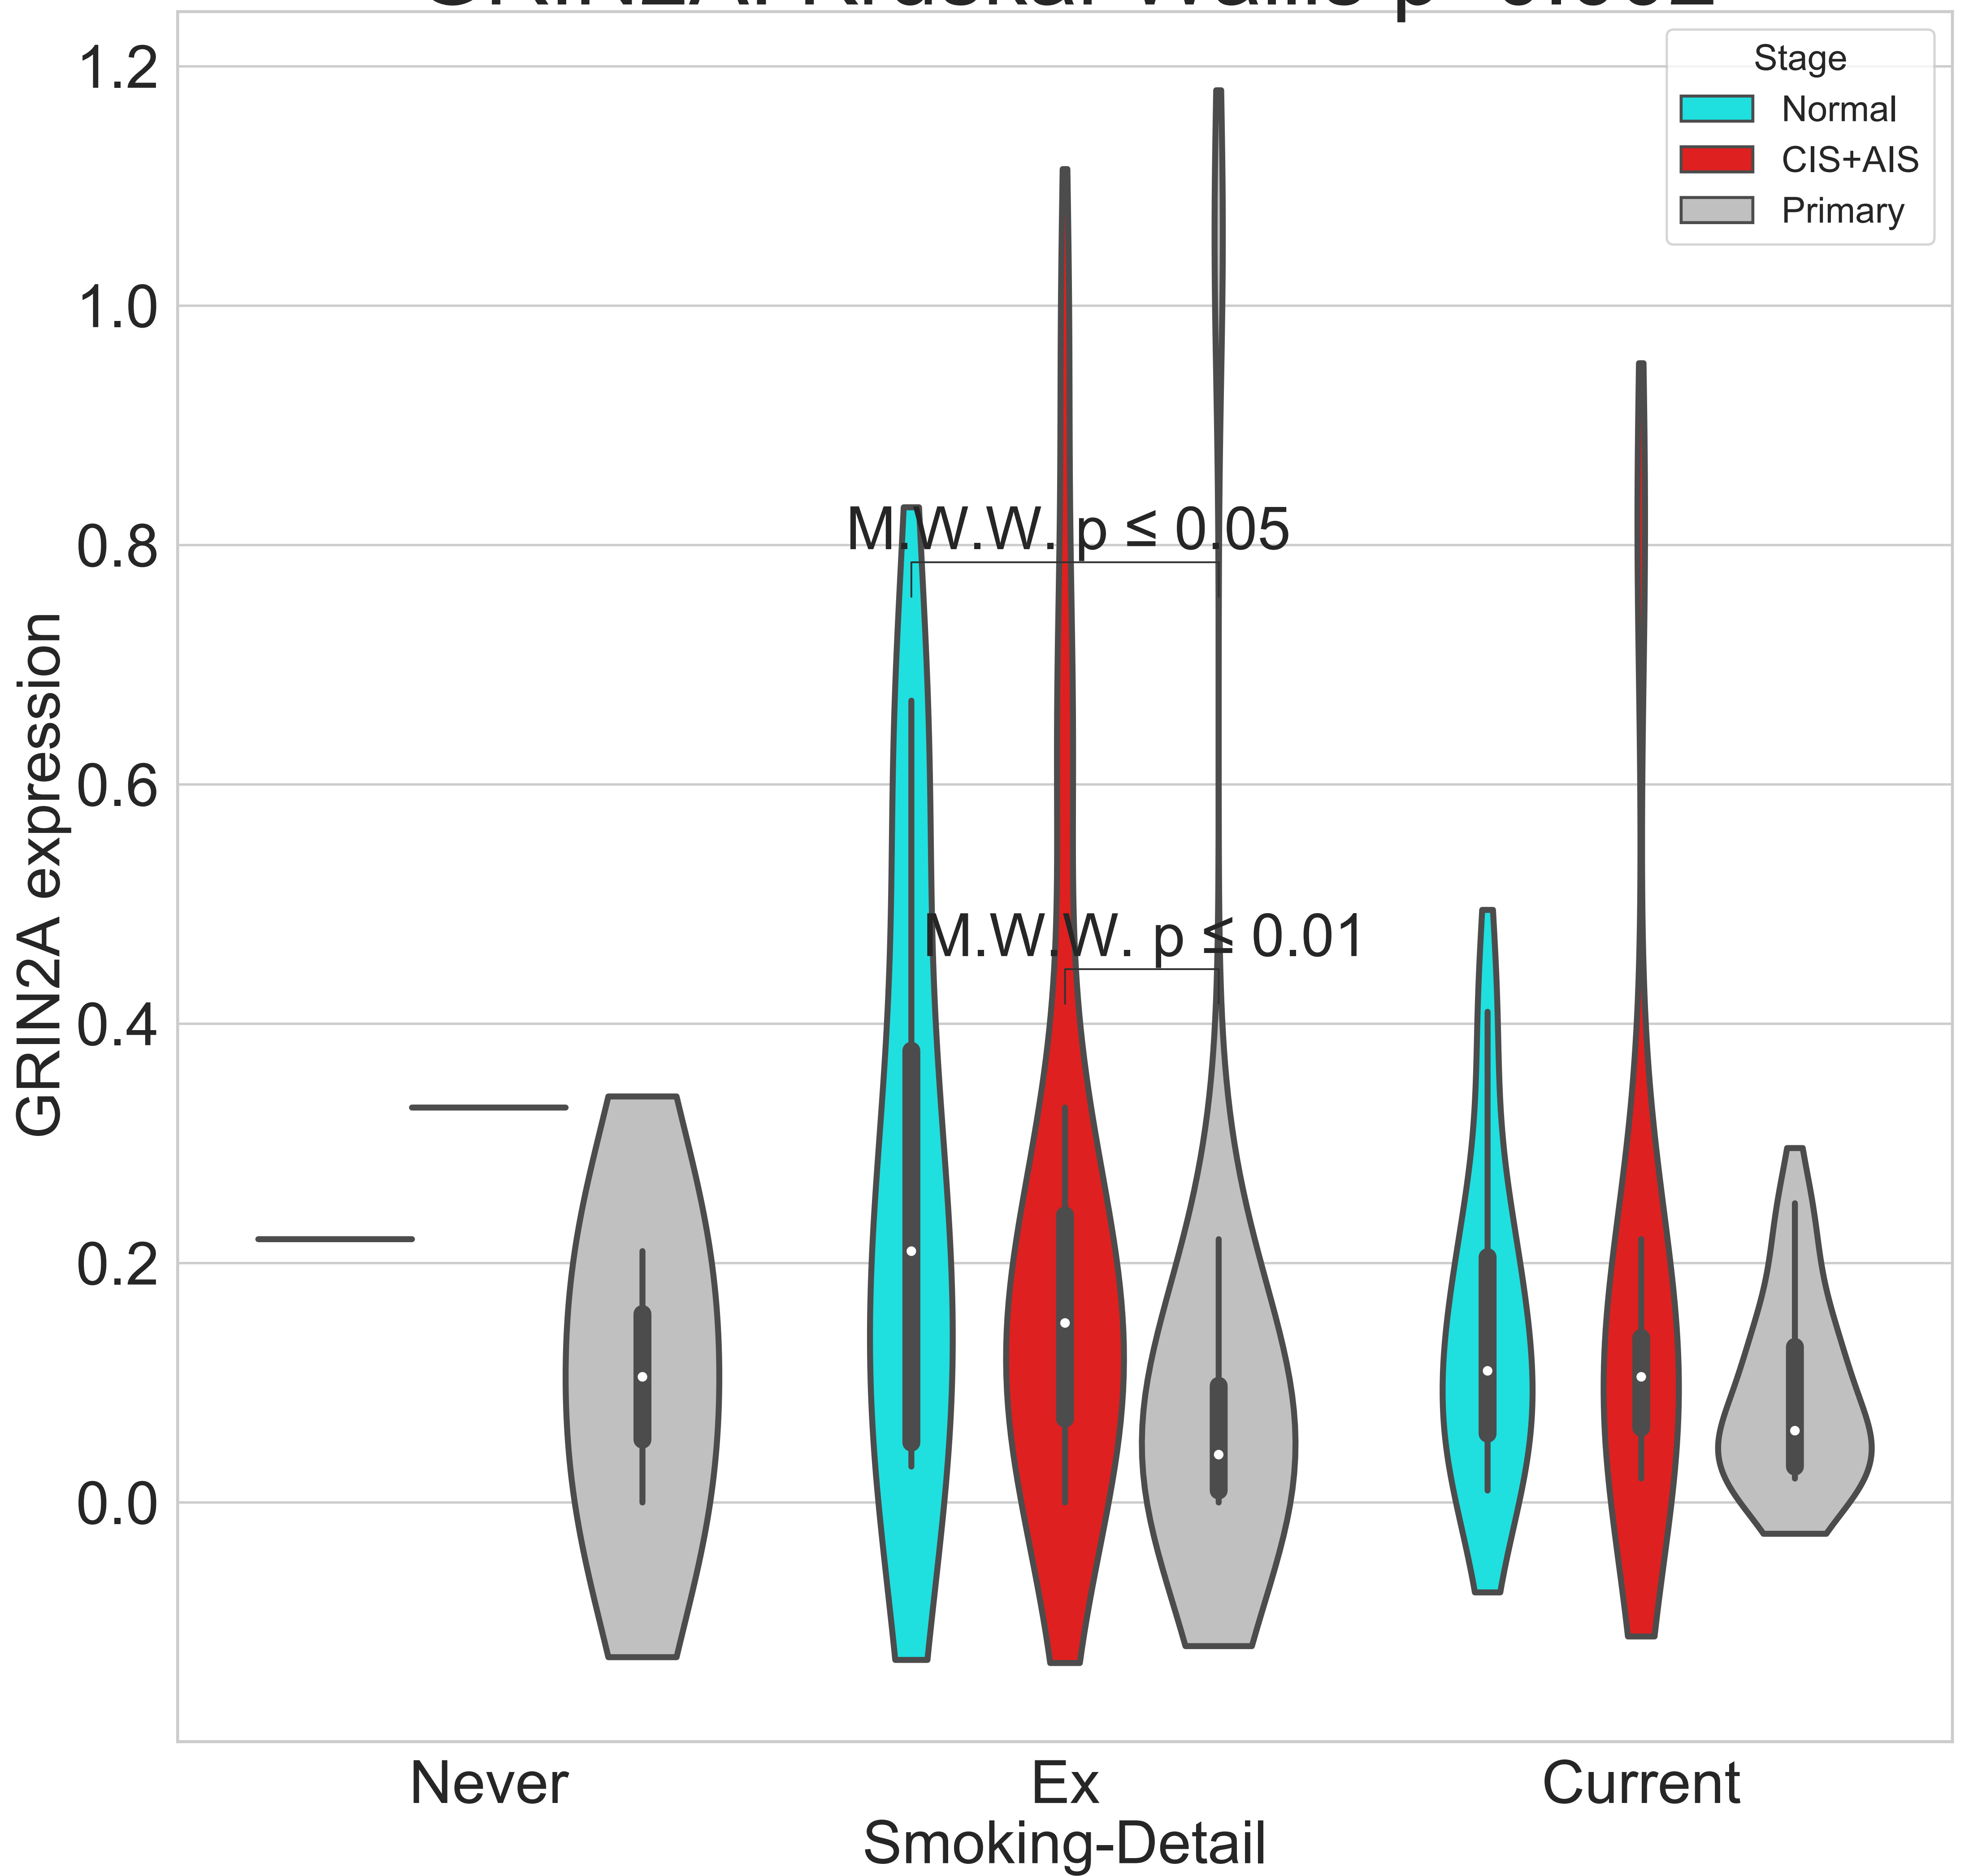 1.2
1.0
0.8
0.6
0.4
0.2
0.0
GRIN2A expression
Stage
Normal
CIS+AIS
Primary
M.W.W. p ≤ 0.05
M.W.W. p ≤ 0.01
Never
Ex
Current
Smoking-Detail